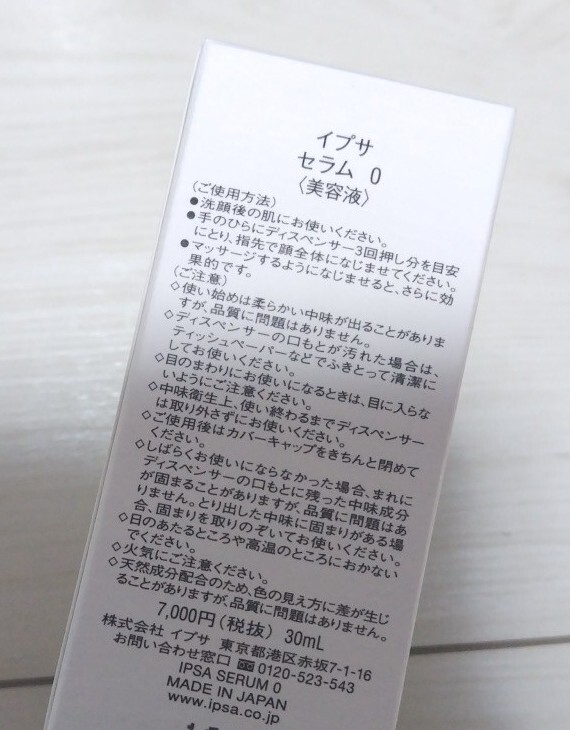 イプサ
セラム 0
〈美容液〉
(ご使用方法)
●洗顔後の肌にお使いください。
●手のひらにディスペンサー3回押し分を目安
にとり、指先で顔全体になじませてください。
●マッサージするようになじませると、さらに効
果的です。
(ご注意)
◇使い始めは柔らかい中味が出ることがありま
すが、品質に問題はありません。
◇ディスペンサーの口もとが汚れた場合は、
ティッシュペーパーなどでふきとって清潔に
してお使いください。
◇目のまわりにお使いになるときは、目に入らな
いようにご注意ください。
◇中味衛生上、使い終わるまでディスペンサー
は取り外さずにお使いください。
◇ご使用後はカバーキャップをきちんと閉めて
ください。
◇しばらくお使いにならなかった場合、まれに
ディスペンサーの口もとに残った中味成分
が固まることがありますが、品質に問題はあ
りません。とり出した中味に固まりがある場
合、固まりを取りのぞいてお使いください。
◇日のあたるところや高温のところにおかない
でください。
◇火気にご注意ください。
◇天然成分配合のため、色の見え方に差が生じ
ることがありますが、品質に問題はありません。
7,000円(税抜) 30mL
株式会社 イプサ 東京都港区赤坂7-1-16
お問い合わせ窓口 0120-523-543
IPSA SERUM 0
MADE IN JAPAN
www.ipsa.co.jp